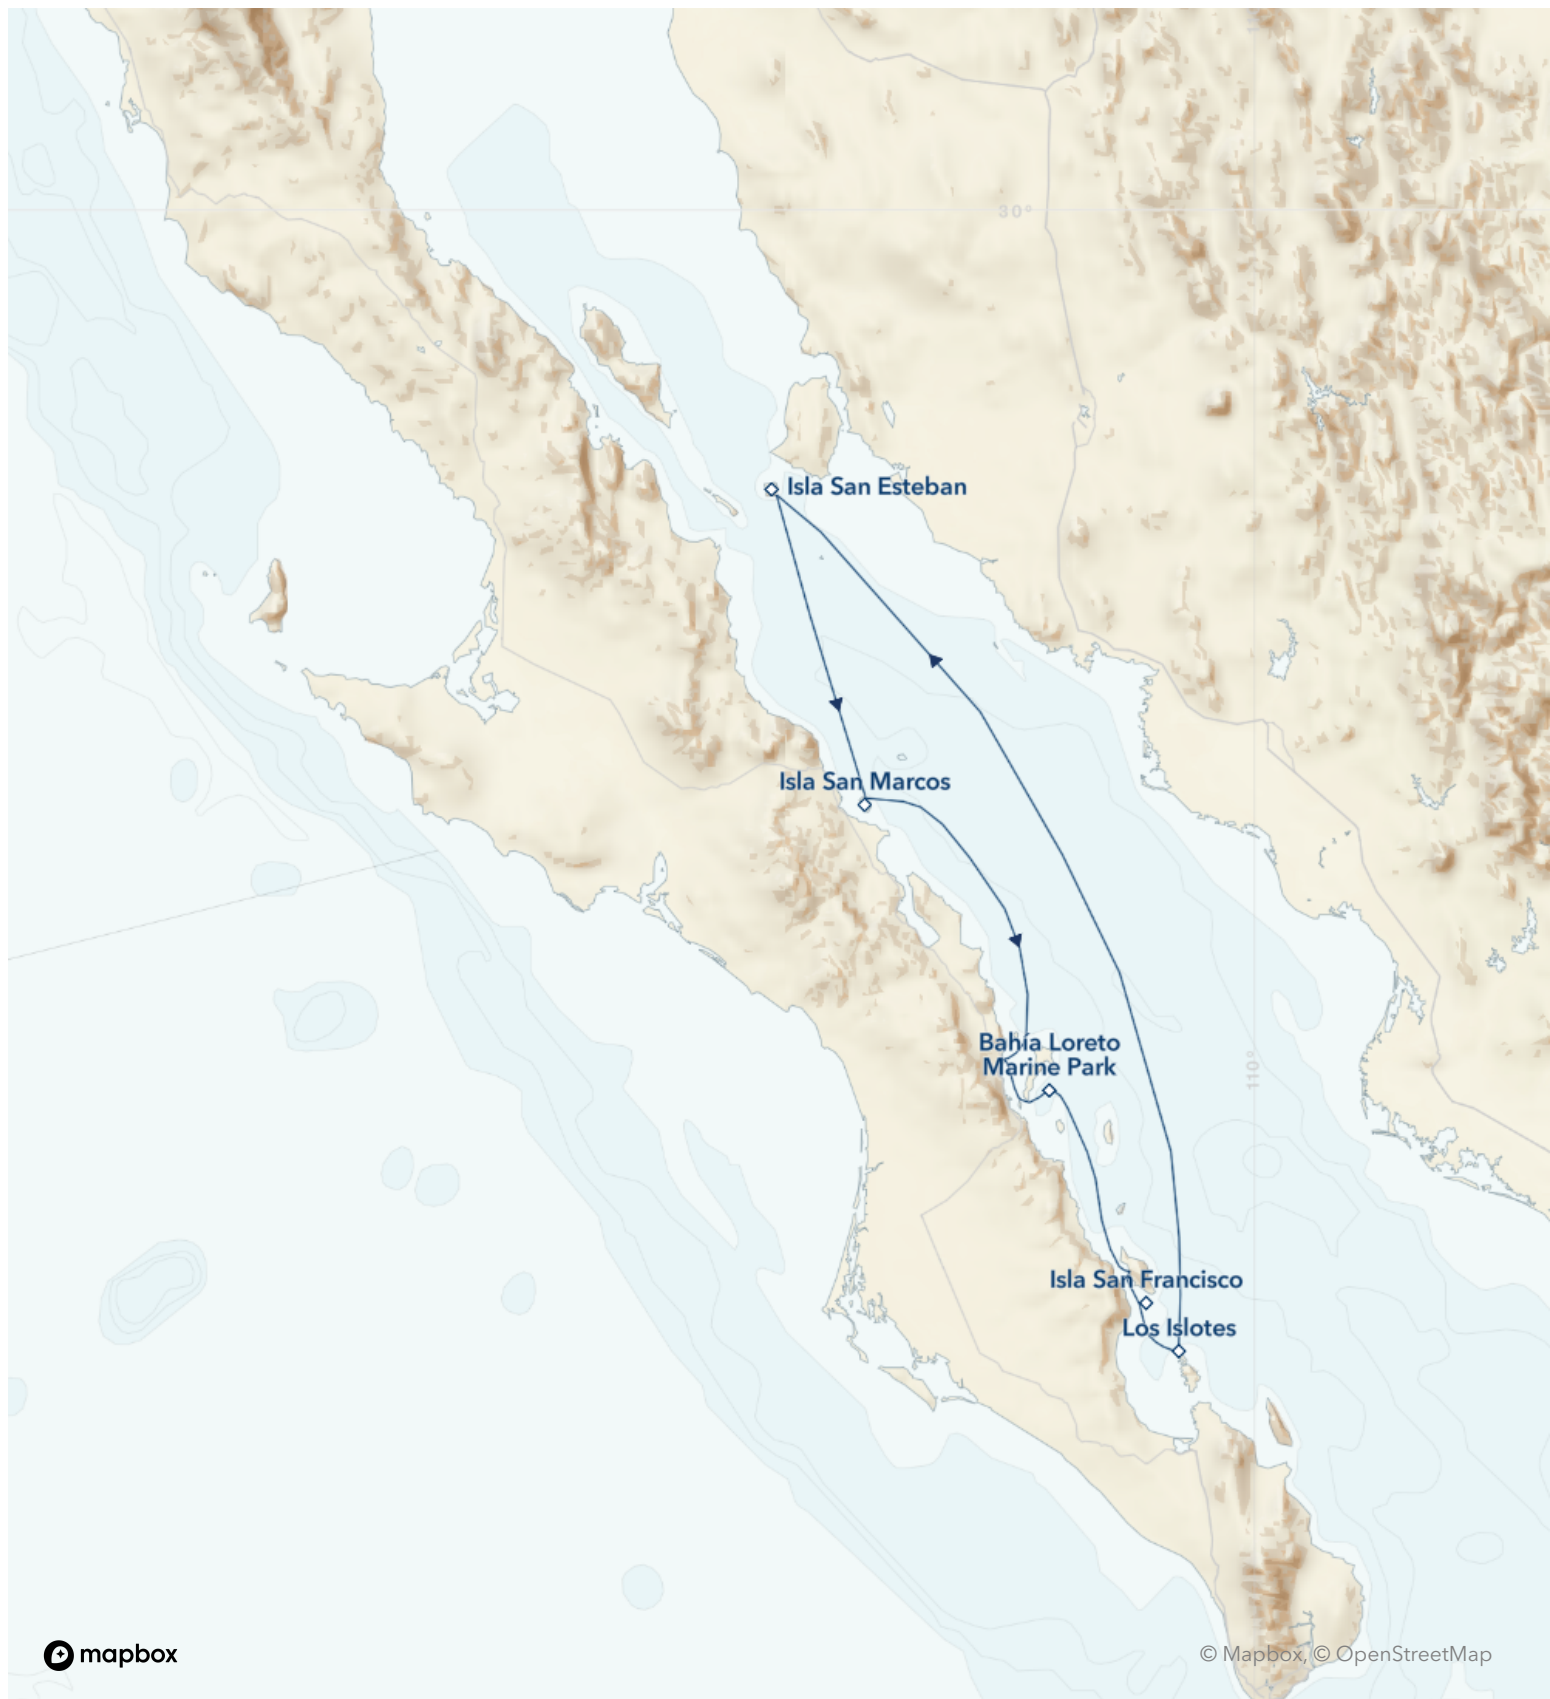 30°
Isla San Esteban
Isla San Marcos
Bahía Loreto
Marine Park
110°
Isla San Francisco
Los Islotes
mapbox
© Mapbox, © OpenStreetMap